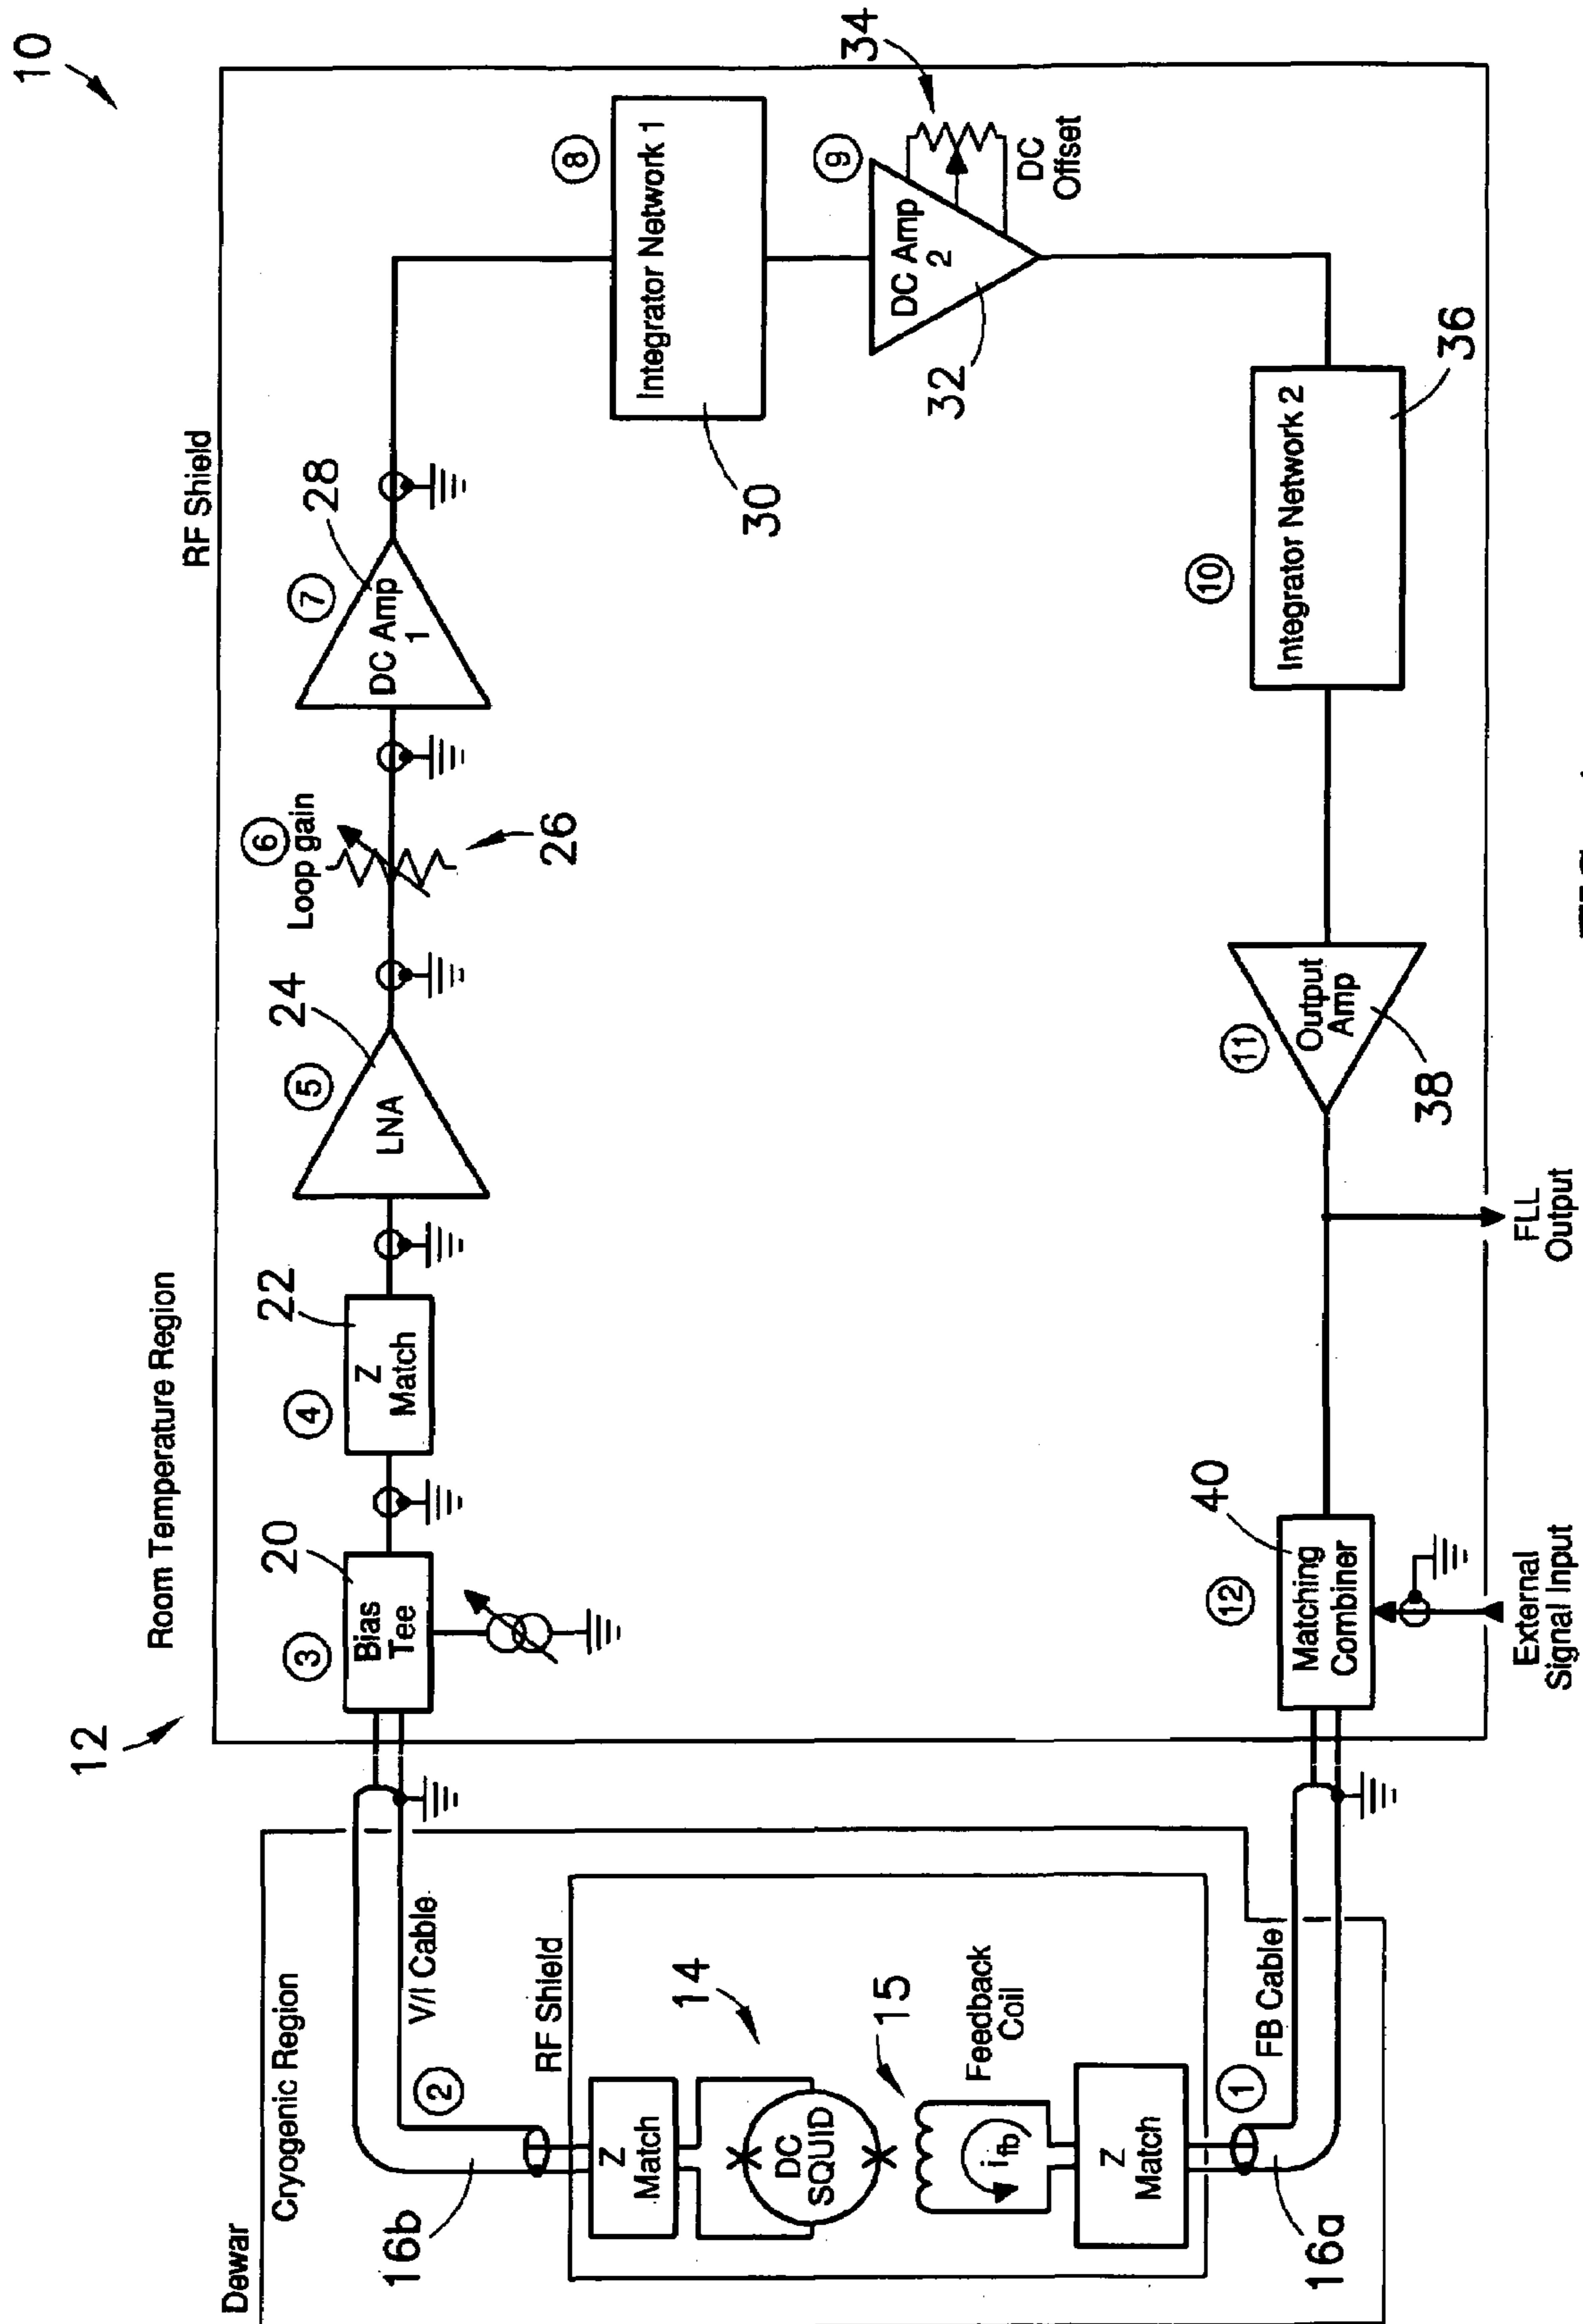 10
12
Room Temperature Region
RF Shield
Dewar
Cryogenic Region
3
Bias
Tee
20
4
Z
Match
22
5
LNA
24
6
Loop gain
26
7
DC Amp
1
28
8
Integrator Network 1
30
9
DC Amp
2
32
34
DC
Offset
10
Integrator Network 2
36
11
Output
Amp
38
FLL
Output
12
Matching
Combiner
40
External
Signal Input
V/I Cable
2
16b
RF Shield
Z
Match
14
DC
SQUID
15
Feedback
Coil
ifb
Z
Match
1
FB Cable
16a